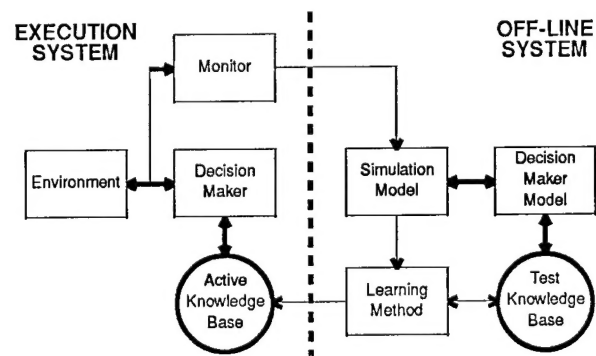 EXECUTION
SYSTEM
OFF-LINE
SYSTEM
Monitor
Environment
Decision
Maker
Simulation
Model
Decision
Maker
Model
Active
Knowledge
Base
Learning
Method
Test
Knowledge
Base